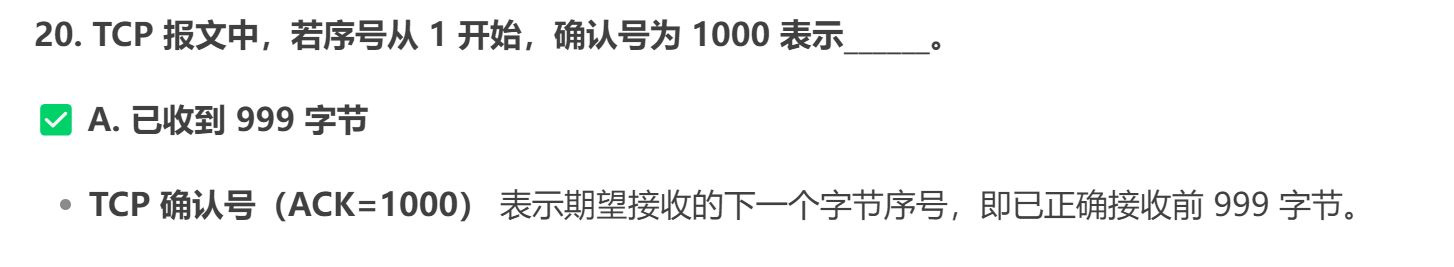 20. TCP 报文中，若序号从 1 开始，确认号为 1000 表示______。
A. 已收到 999 字节
TCP 确认号（ACK=1000） 表示期望接收的下一个字节序号，即已正确接收前 999 字节。